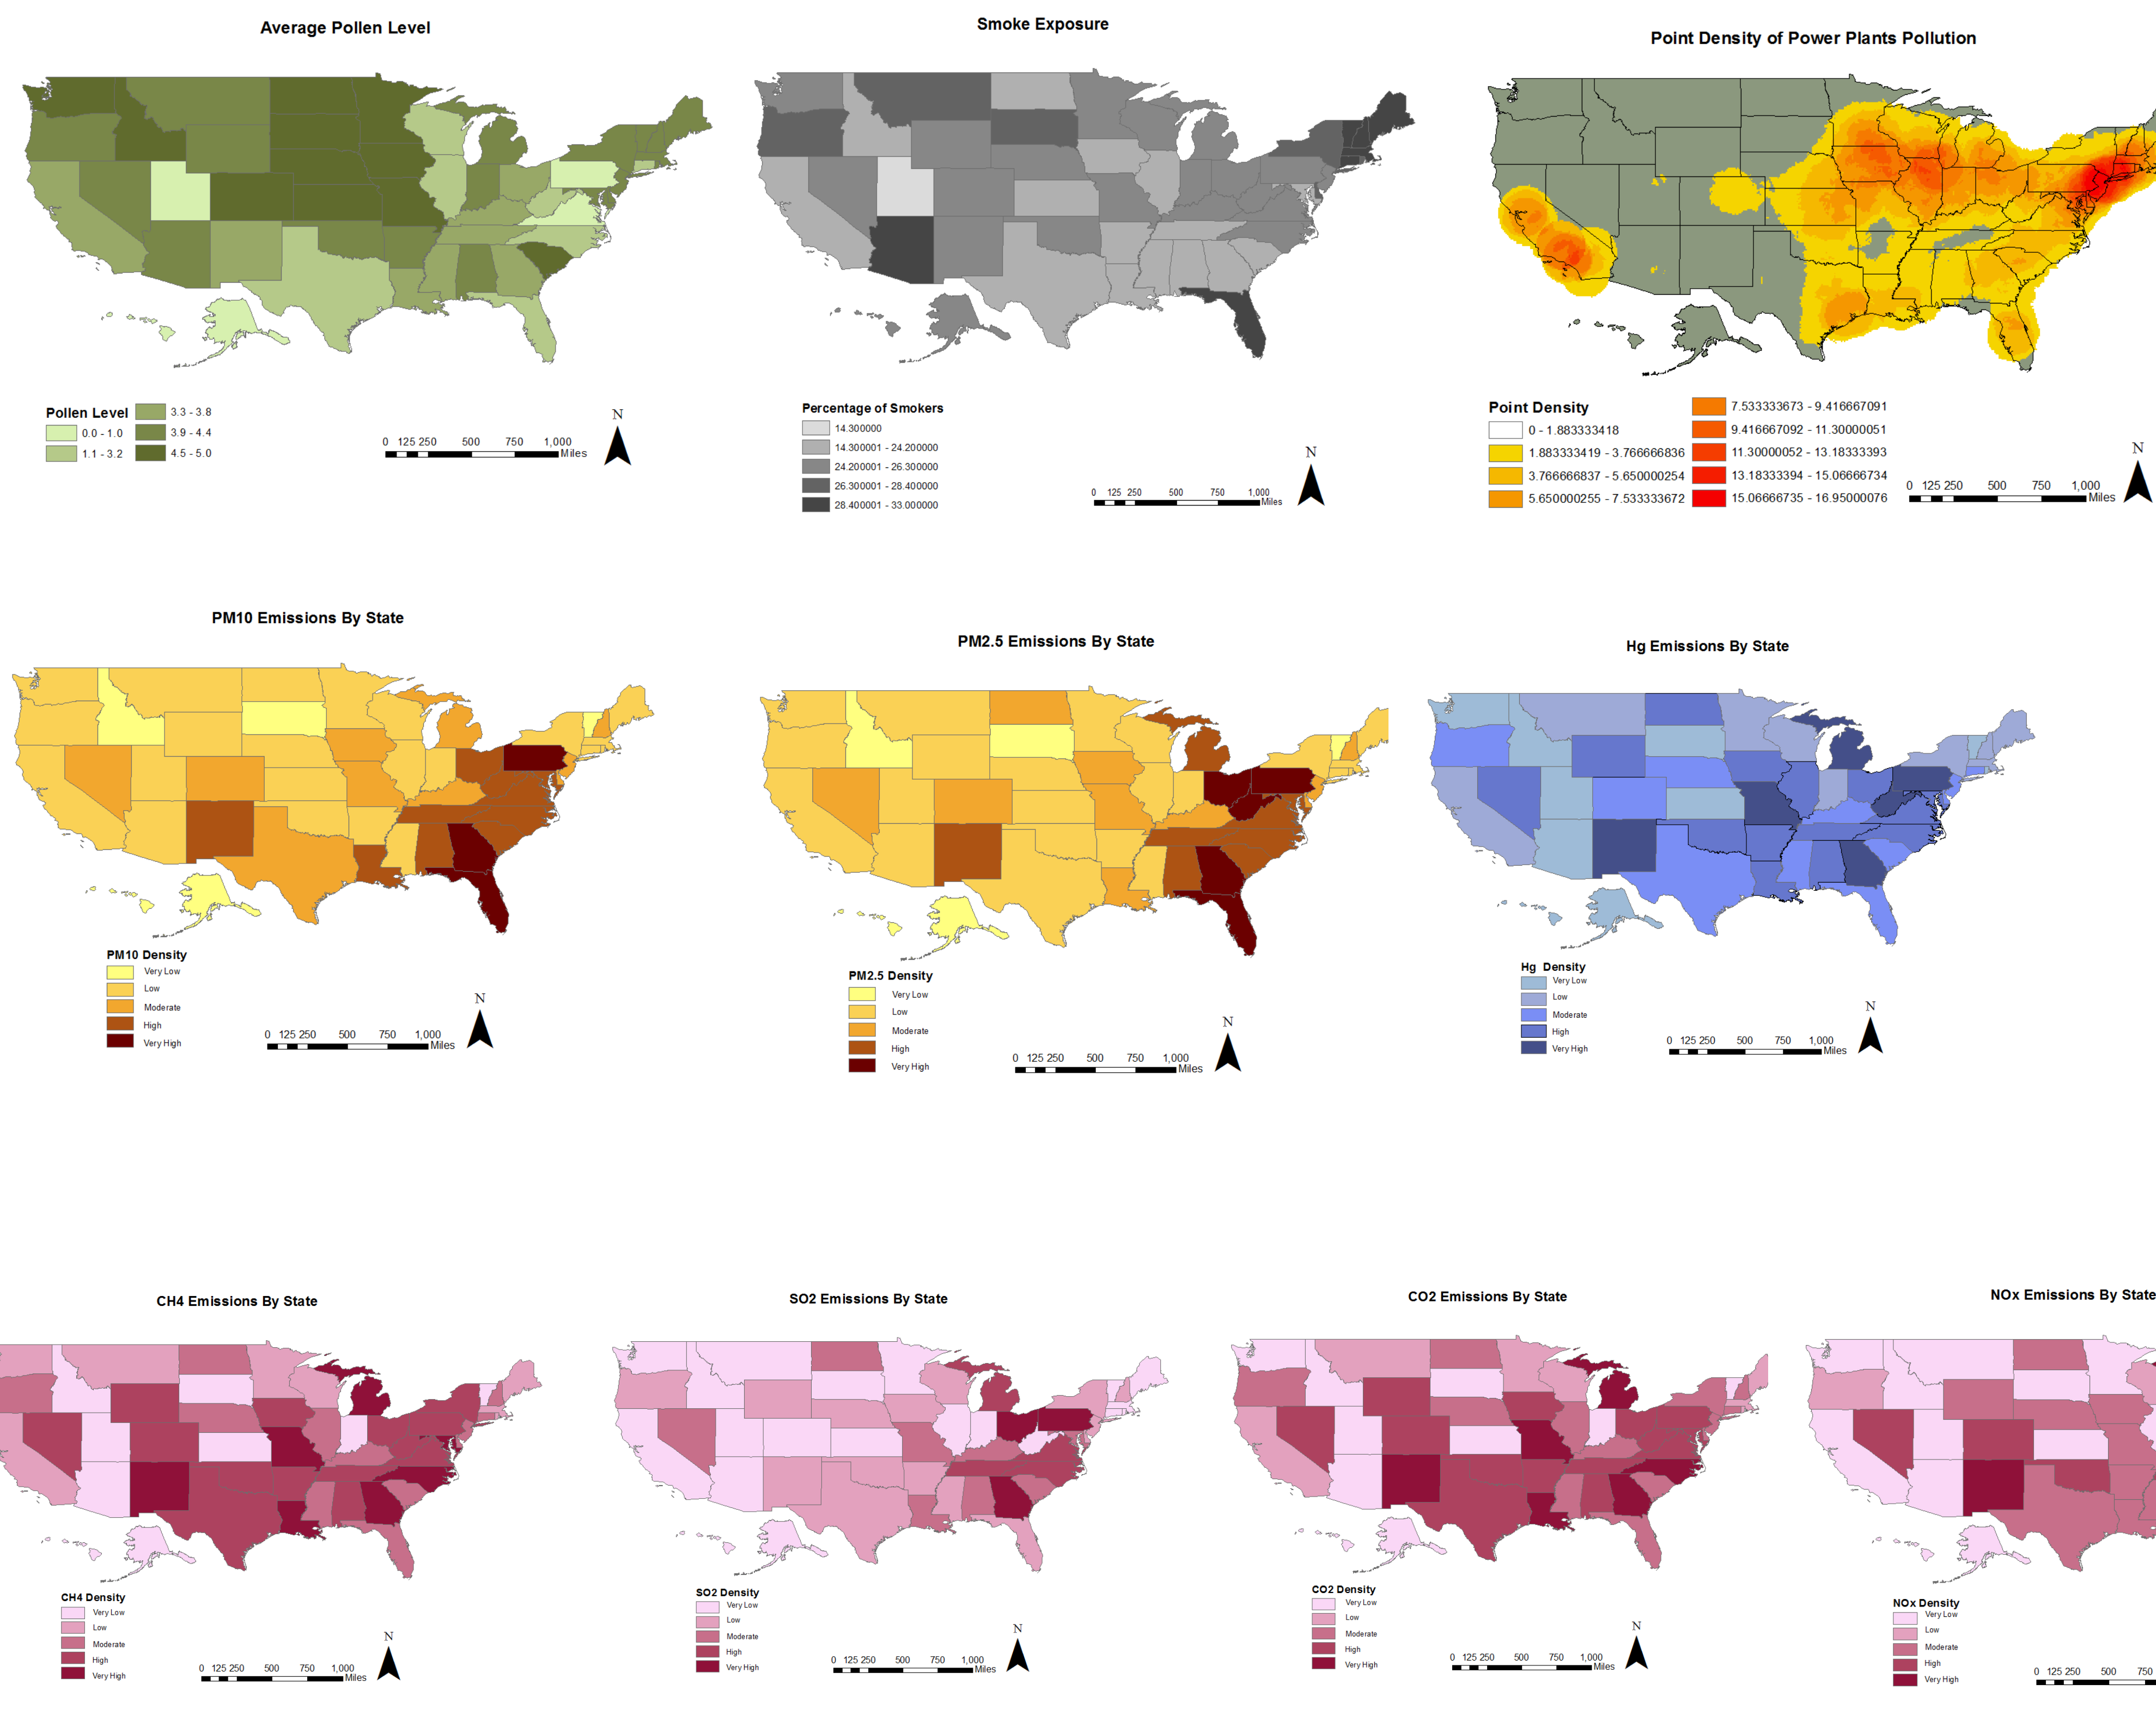 Average Pollen Level
Pollen Level
0.0 - 1.0
1.1 - 3.2
3.3 - 3.8
3.9 - 4.4
4.5 - 5.0
0 125 250 500 750 1,000
Miles
N
Smoke Exposure
Percentage of Smokers
14.300000
14.300001 - 24.200000
24.200001 - 26.300000
26.300001 - 28.400000
28.400001 - 33.000000
0 125 250 500 750 1,000
Miles
N
Point Density of Power Plants Pollution
Point Density
0 - 1.883333418
1.883333419 - 3.766666836
3.766666837 - 5.650000254
5.650000255 - 7.533333672
7.533333673 - 9.416667091
9.416667092 - 11.30000051
11.30000052 - 13.18333393
13.18333394 - 15.06666734
15.06666735 - 16.95000076
0 125 250 500 750 1,000
Miles
N
PM10 Emissions By State
PM10 Density
Very Low
Low
Moderate
High
Very High
0 125 250 500 750 1,000
Miles
N
PM2.5 Emissions By State
PM2.5 Density
Very Low
Low
Moderate
High
Very High
0 125 250 500 750 1,000
Miles
N
Hg Emissions By State
Hg Density
Very Low
Low
Moderate
High
Very High
0 125 250 500 750 1,000
Miles
N
CH4 Emissions By State
CH4 Density
Very Low
Low
Moderate
High
Very High
0 125 250 500 750 1,000
Miles
N
SO2 Emissions By State
SO2 Density
Very Low
Low
Moderate
High
Very High
0 125 250 500 750 1,000
Miles
N
CO2 Emissions By State
CO2 Density
Very Low
Low
Moderate
High
Very High
0 125 250 500 750 1,000
Miles
N
NOx Emissions By State
NOx Density
Very Low
Low
Moderate
High
Very High
0 125 250 500 750